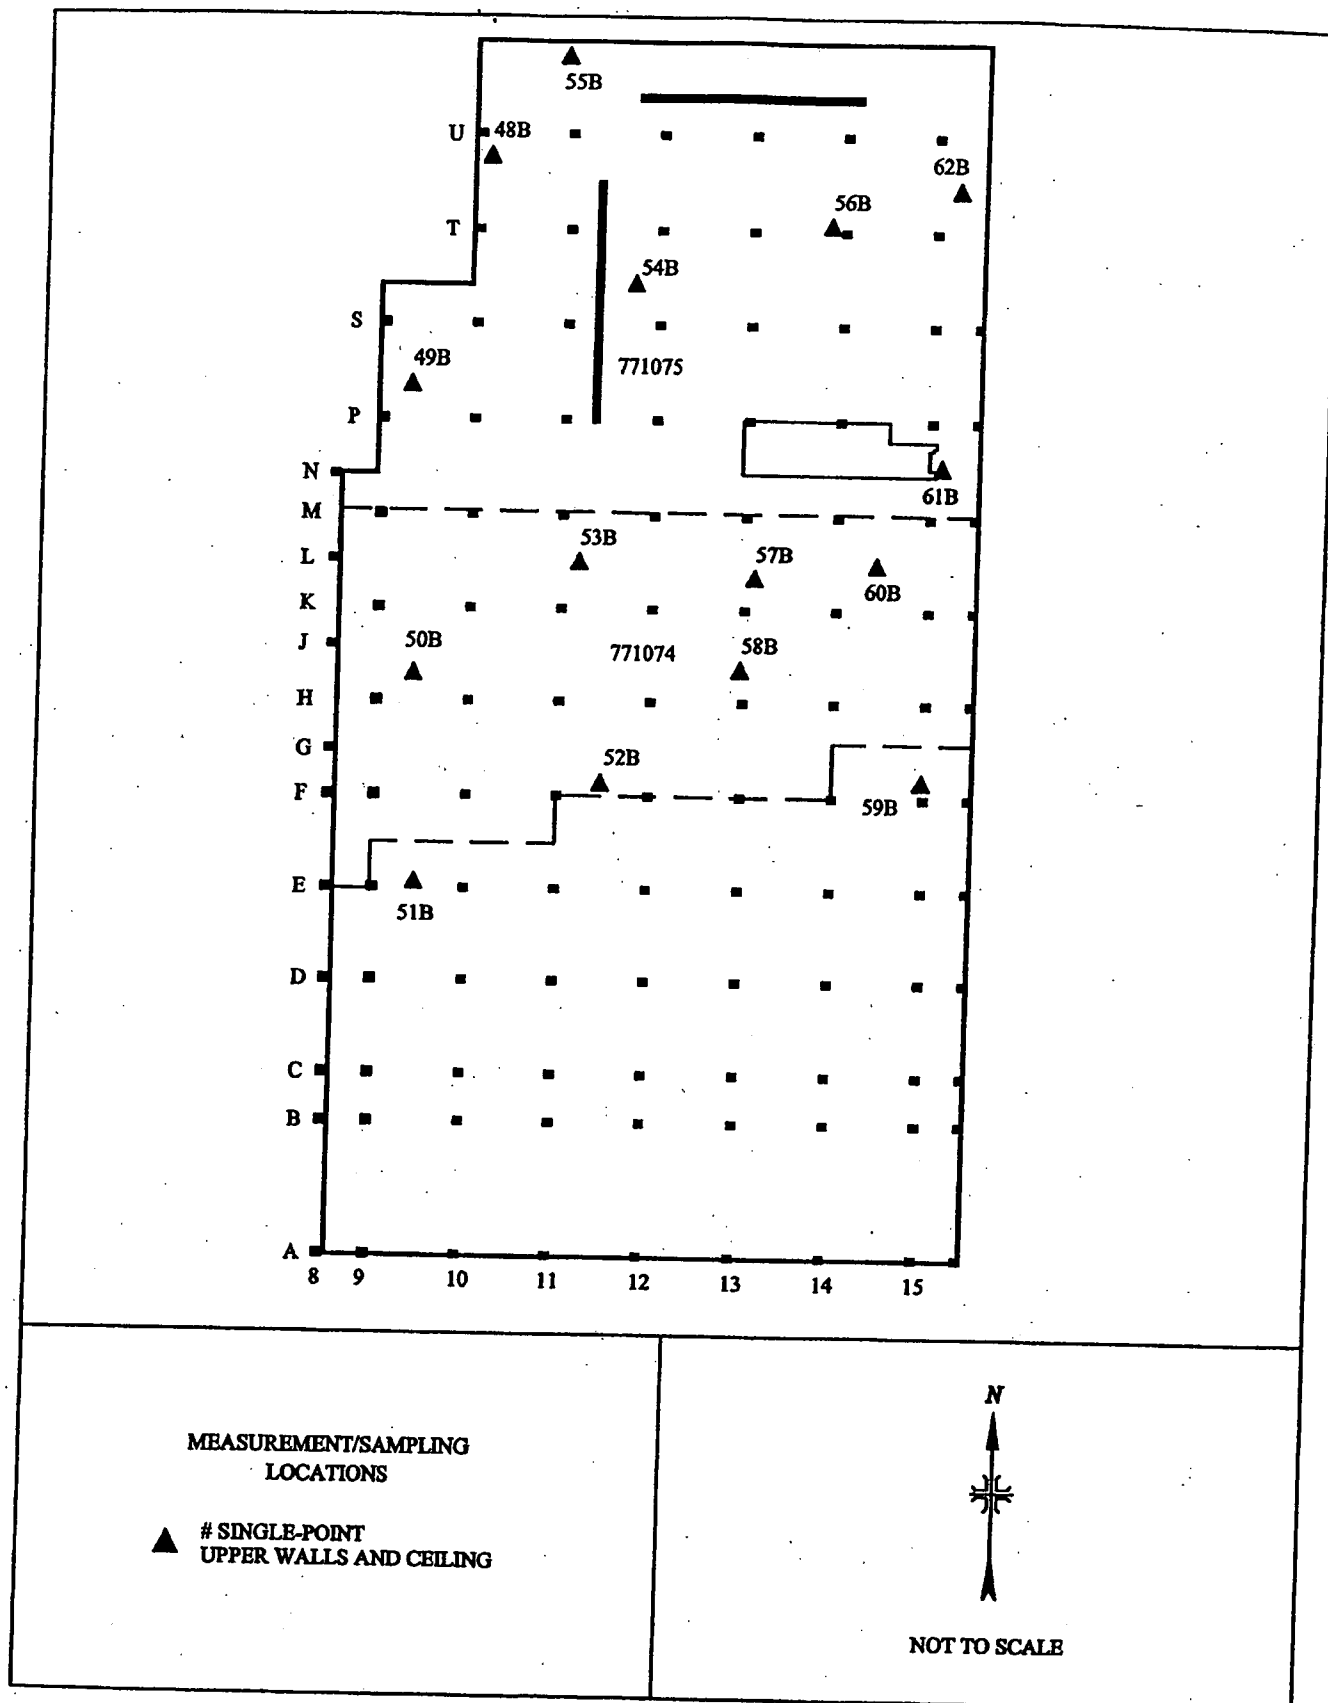 55B
U
48B
62B
T
56B
54B
S
49B
771075
P
N
61B
M
53B
L
57B
60B
K
J
50B
771074
58B
H
G
52B
F
59B
E
51B
D
C
B
A
8 9 10 11 12 13 14 15
MEASUREMENT/SAMPLING
LOCATIONS
# SINGLE-POINT
UPPER WALLS AND CEILING
N
NOT TO SCALE